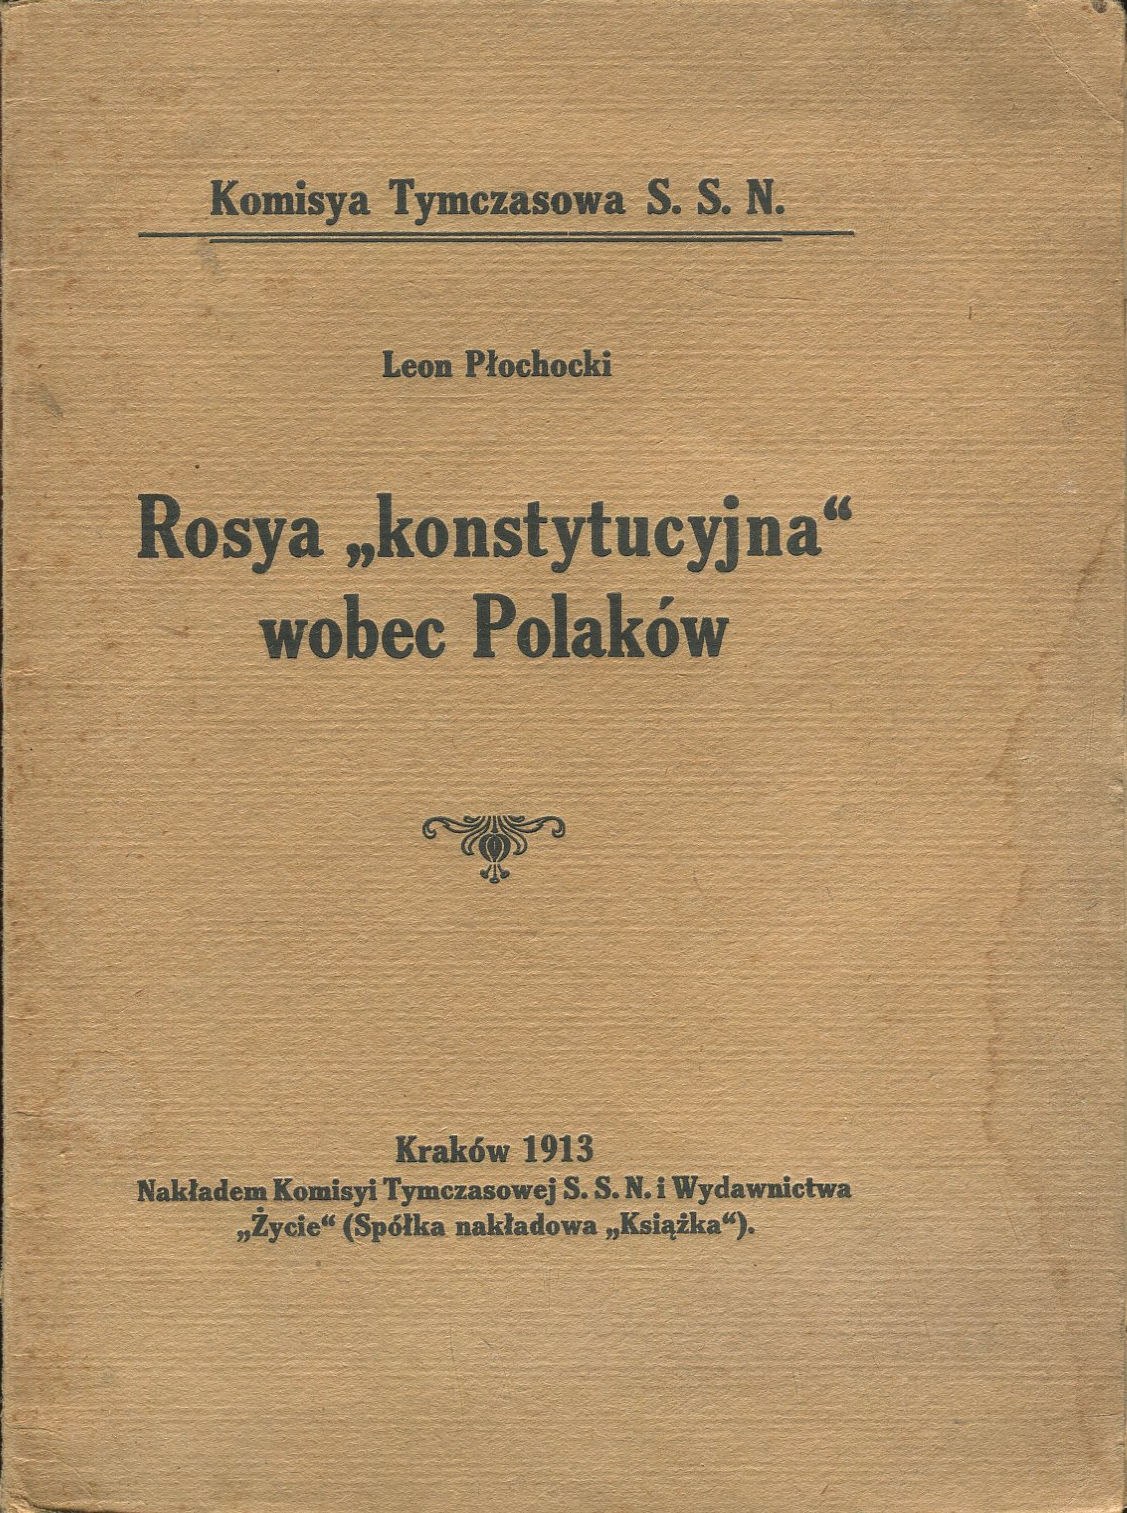 Komisya Tymczasowa S. S. N.
Leon Płochocki
Rosya „konstytucyjna“
wobec Polaków
Kraków 1913
Nakładem Komisyi Tymczasowej S. S. N. i Wydawnictwa
„Życie“ (Spółka nakładowa „Książka“).